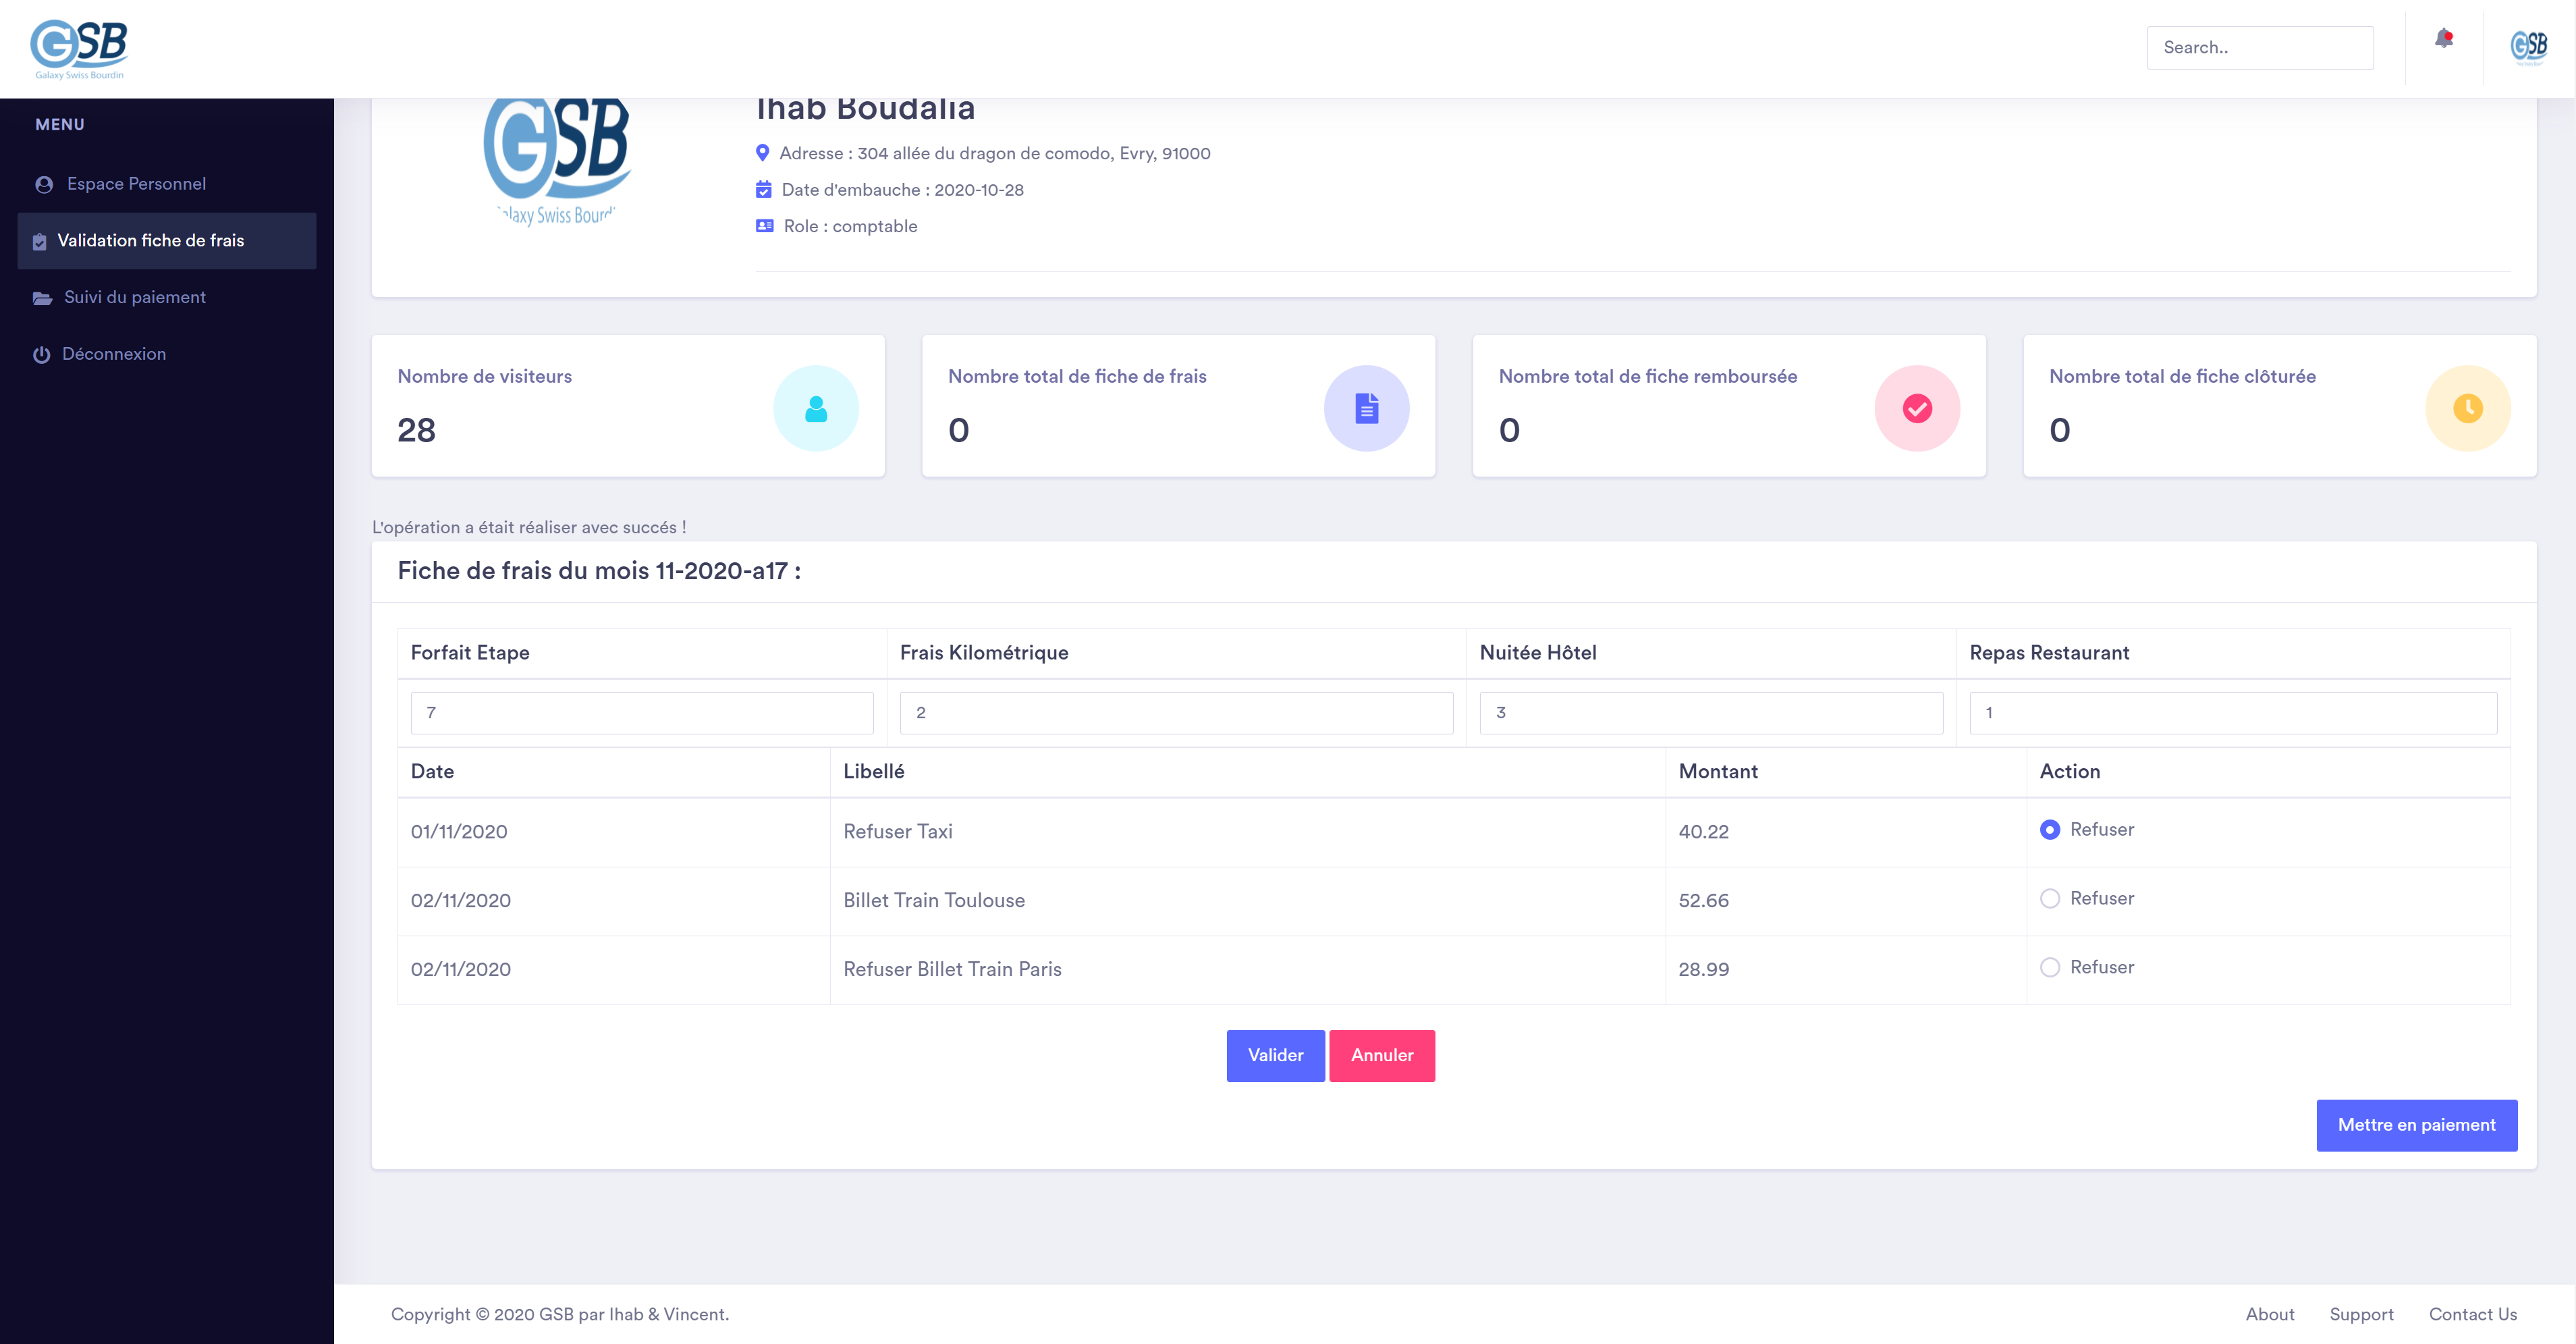 GSB
Galaxy Swiss Bourdin
Search..
GSB
MENU
Espace Personnel
Validation fiche de frais
Suivi du paiement
Déconnexion
GSB
Galaxy Swiss Bourdin
Ihab Boudalia
Adresse : 304 allée du dragon de comodo, Evry, 91000
Date d'embauche : 2020-10-28
Role : comptable
Nombre de visiteurs
28
Nombre total de fiche de frais
0
Nombre total de fiche remboursée
0
Nombre total de fiche clôturée
0
L'opération a était réaliser avec succés !
Fiche de frais du mois 11-2020-a17 :
Forfait Etape Frais Kilométrique Nuitée Hôtel Repas Restaurant
7 2 3 1
Date Libellé Montant Action
01/11/2020 Refuser Taxi 40.22 Refuser
02/11/2020 Billet Train Toulouse 52.66 Refuser
02/11/2020 Refuser Billet Train Paris 28.99 Refuser
Valider Annuler
Mettre en paiement
Copyright © 2020 GSB par Ihab & Vincent. About Support Contact Us